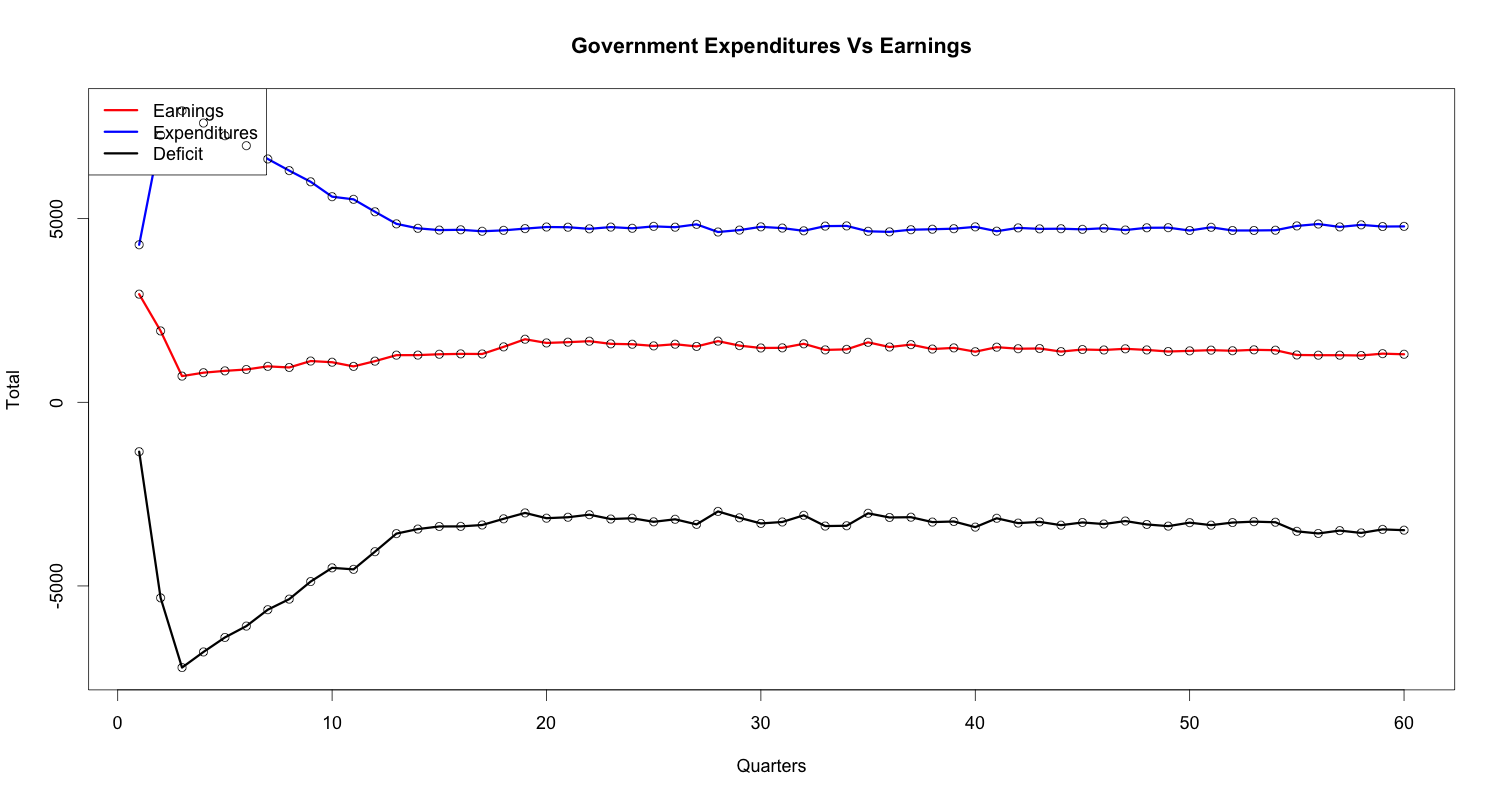 Government Expenditures Vs Earnings
Earnings
Expenditures
Deficit
5000
0
-5000
Total
0 10 20 30 40 50 60
Quarters